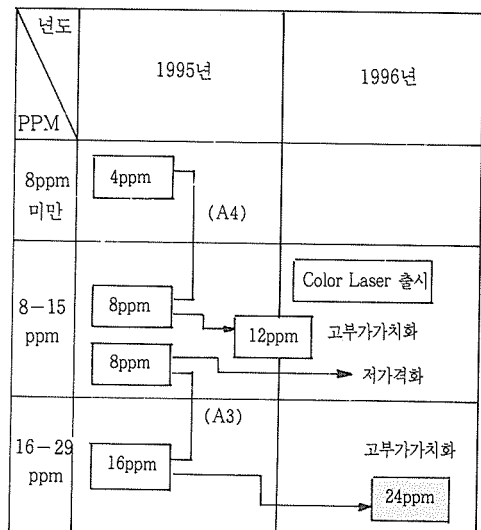 년도
PPM
1995년
1996년
8ppm
미만
4ppm
(A4)
8-15
ppm
8ppm
12ppm
Color Laser 출시
고부가가치화
8ppm
저가격화
(A3)
16-29
ppm
16ppm
고부가가치화
24ppm